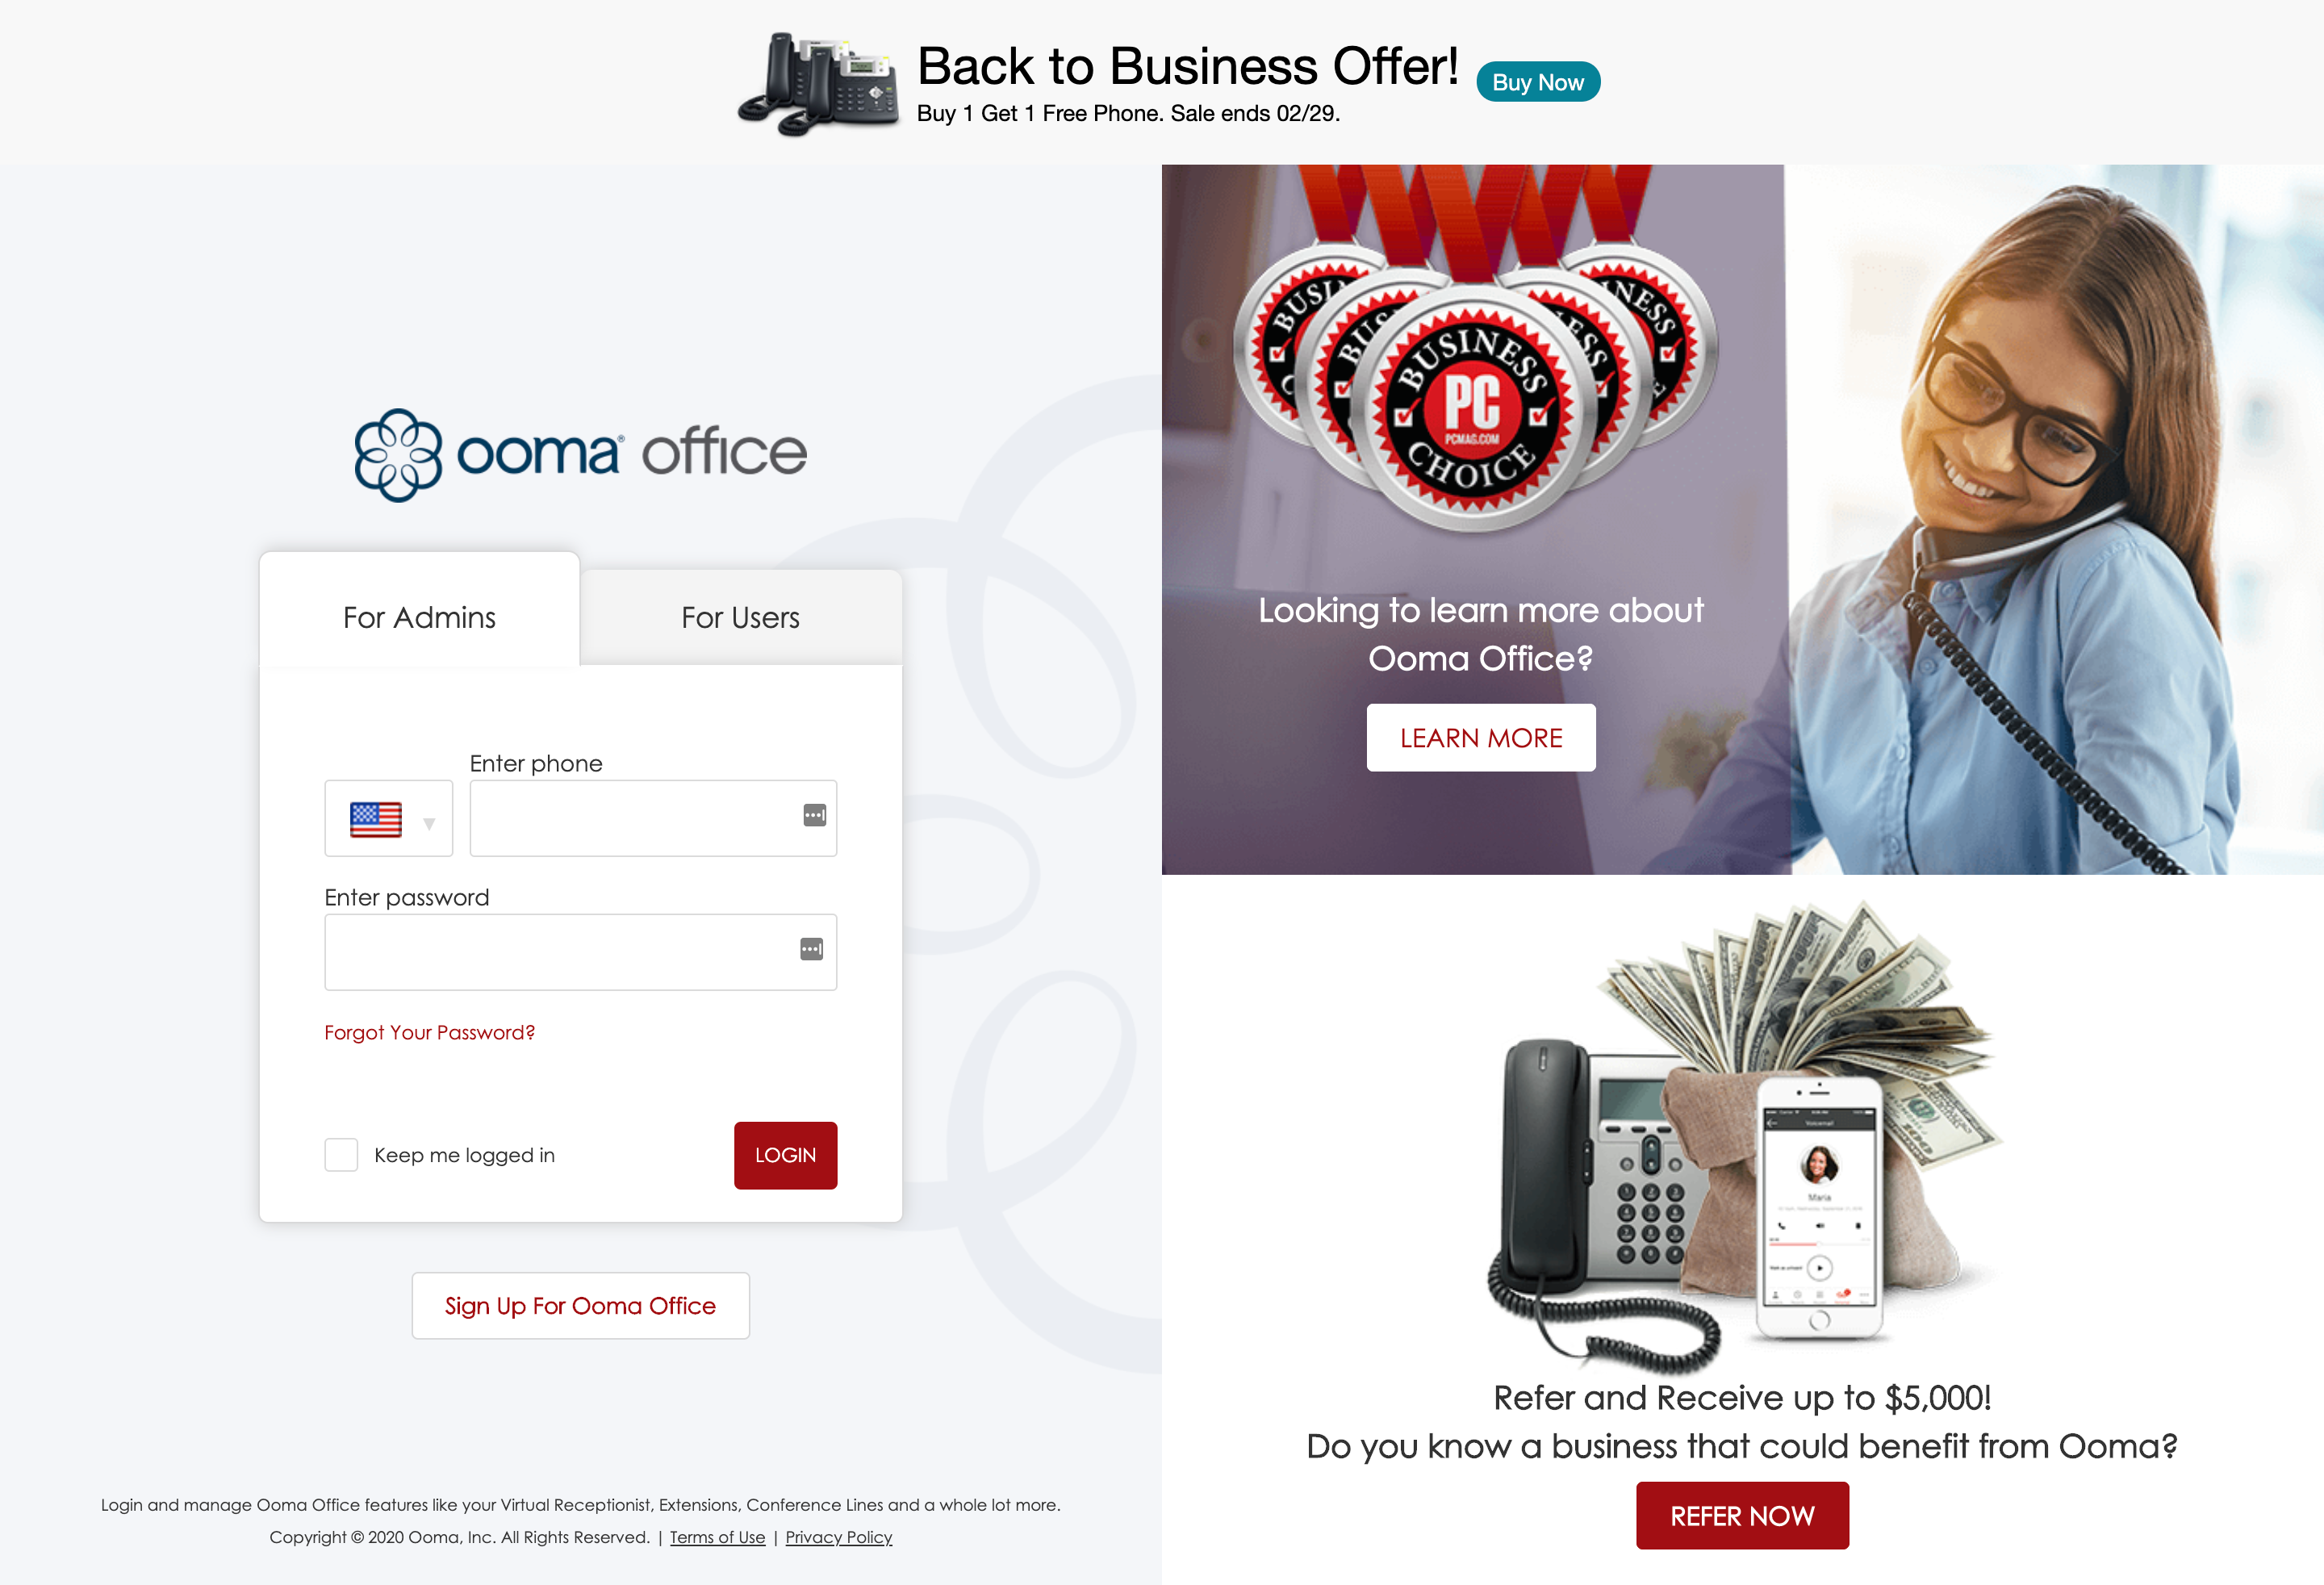 Back to Business Offer!
Buy Now
Buy 1 Get 1 Free Phone. Sale ends 02/29.
ooma® office
For Admins
For Users
Enter phone
Enter password
Forgot Your Password?
Keep me logged in
LOGIN
Sign Up For Ooma Office
Login and manage Ooma Office features like your Virtual Receptionist, Extensions, Conference Lines and a whole lot more.
Copyright © 2020 Ooma, Inc. All Rights Reserved. | Terms of Use | Privacy Policy
BUSINESS
PC
PCMAG.COM
CHOICE
Looking to learn more about
Ooma Office?
LEARN MORE
Voicemail
Maria
Refer and Receive up to $5,000!
Do you know a business that could benefit from Ooma?
REFER NOW